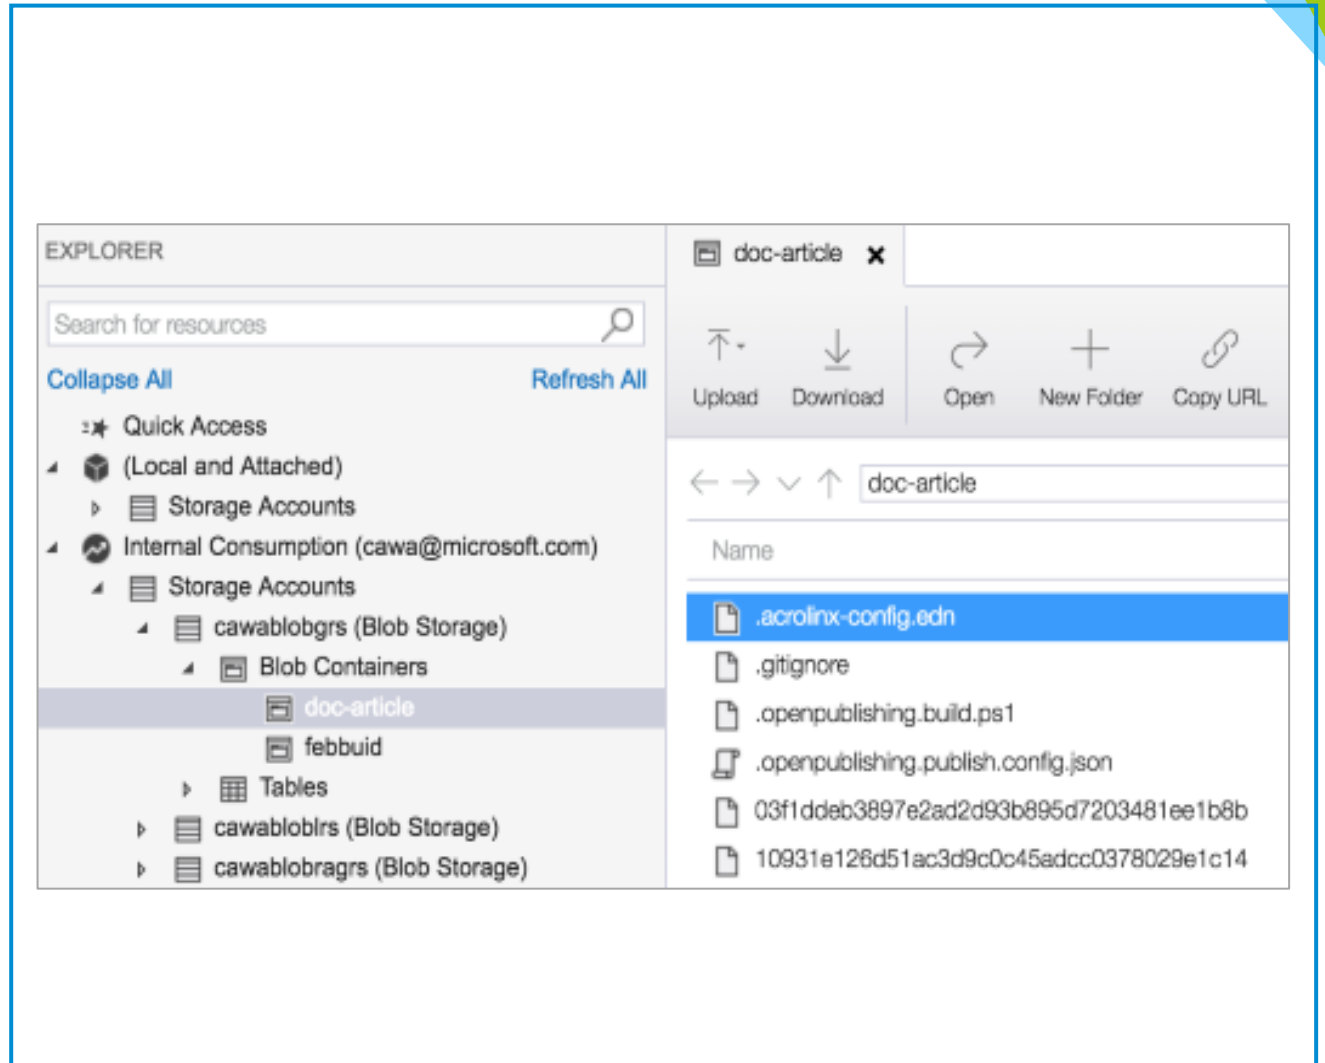 EXPLORER
Search for resources
Collapse All Refresh All
Quick Access
(Local and Attached)
Storage Accounts
Internal Consumption (cawa@microsoft.com)
Storage Accounts
cawablobgrs (Blob Storage)
Blob Containers
doc-article
febbuid
Tables
cawabloblrs (Blob Storage)
cawablobragrs (Blob Storage)
doc-article
Upload Download Open New Folder Copy URL
doc-article
Name
.acrolinx-config.edn
.gitignore
.openpublishing.build.ps1
.openpublishing.publish.config.json
03f1ddeb3897e2ad2d93b895d7203481ee1b8b
10931e126d51ac3d9c0c45adcc0378029e1c14